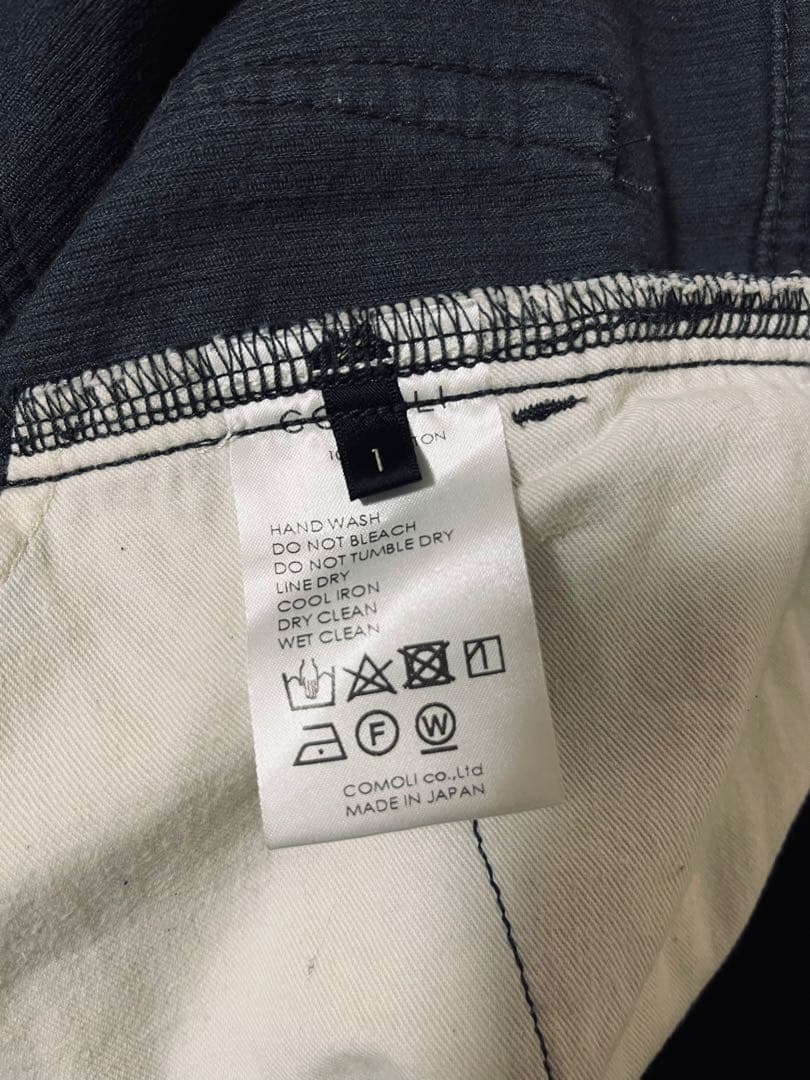 1
HAND WASH
DO NOT BLEACH
DO NOT TUMBLE DRY
LINE DRY
COOL IRON
DRY CLEAN
WET CLEAN
F W
COMOLI co.,Ltd
MADE IN JAPAN